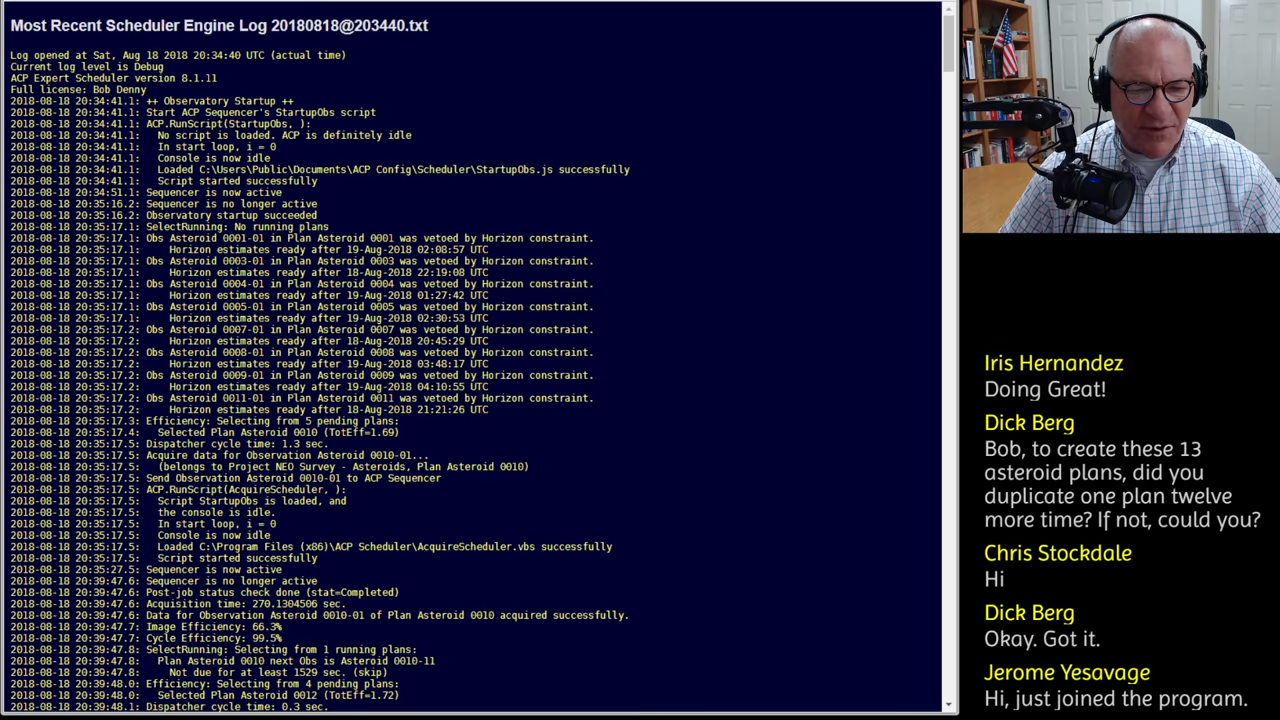 Most Recent Scheduler Engine Log 20180818@203440.txt
Log opened at Sat, Aug 18 2018 20:34:40 UTC (actual time)
Current log level is Debug
ACP Expert Scheduler version 8.1.11
Full license: Bob Denny
2018-08-18 20:34:41.1: ++ Observatory Startup ++
2018-08-18 20:34:41.1: Start ACP Sequencer's StartupObs script
2018-08-18 20:34:41.1: ACP.RunScript(StartupObs, ):
2018-08-18 20:34:41.1:   No script is loaded. ACP is definitely idle
2018-08-18 20:34:41.1:   In start loop, i = 0
2018-08-18 20:34:41.1:   Console is now idle
2018-08-18 20:34:41.1:   Loaded C:\Users\Public\Documents\ACP Config\Scheduler\StartupObs.js successfully
2018-08-18 20:34:41.1:   Script started successfully
2018-08-18 20:34:51.1: Sequencer is now active
2018-08-18 20:35:16.2: Sequencer is no longer active
2018-08-18 20:35:16.2: Observatory startup succeeded
2018-08-18 20:35:17.1: SelectRunning: No running plans
2018-08-18 20:35:17.1: Obs Asteroid 0001-01 in Plan Asteroid 0001 was vetoed by Horizon constraint.
2018-08-18 20:35:17.1:     Horizon estimates ready after 19-Aug-2018 02:08:57 UTC
2018-08-18 20:35:17.1: Obs Asteroid 0003-01 in Plan Asteroid 0003 was vetoed by Horizon constraint.
2018-08-18 20:35:17.1:     Horizon estimates ready after 18-Aug-2018 22:19:08 UTC
2018-08-18 20:35:17.1: Obs Asteroid 0004-01 in Plan Asteroid 0004 was vetoed by Horizon constraint.
2018-08-18 20:35:17.1:     Horizon estimates ready after 19-Aug-2018 01:27:42 UTC
2018-08-18 20:35:17.1: Obs Asteroid 0005-01 in Plan Asteroid 0005 was vetoed by Horizon constraint.
2018-08-18 20:35:17.1:     Horizon estimates ready after 19-Aug-2018 02:30:53 UTC
2018-08-18 20:35:17.2: Obs Asteroid 0007-01 in Plan Asteroid 0007 was vetoed by Horizon constraint.
2018-08-18 20:35:17.2:     Horizon estimates ready after 18-Aug-2018 20:45:29 UTC
2018-08-18 20:35:17.2: Obs Asteroid 0008-01 in Plan Asteroid 0008 was vetoed by Horizon constraint.
2018-08-18 20:35:17.2:     Horizon estimates ready after 19-Aug-2018 03:48:17 UTC
2018-08-18 20:35:17.2: Obs Asteroid 0009-01 in Plan Asteroid 0009 was vetoed by Horizon constraint.
2018-08-18 20:35:17.2:     Horizon estimates ready after 19-Aug-2018 04:10:55 UTC
2018-08-18 20:35:17.2: Obs Asteroid 0011-01 in Plan Asteroid 0011 was vetoed by Horizon constraint.
2018-08-18 20:35:17.2:     Horizon estimates ready after 18-Aug-2018 21:21:26 UTC
2018-08-18 20:35:17.3: Efficiency: Selecting from 5 pending plans:
2018-08-18 20:35:17.4:   Selected Plan Asteroid 0010 (TotEff=1.69)
2018-08-18 20:35:17.5: Dispatcher cycle time: 1.3 sec.
2018-08-18 20:35:17.5: Acquire data for Observation Asteroid 0010-01...
2018-08-18 20:35:17.5:   (belongs to Project NEO Survey - Asteroids, Plan Asteroid 0010)
2018-08-18 20:35:17.5: Send Observation Asteroid 0010-01 to ACP Sequencer
2018-08-18 20:35:17.5: ACP.RunScript(AcquireScheduler, ):
2018-08-18 20:35:17.5:   Script StartupObs is loaded, and
2018-08-18 20:35:17.5:   the console is idle.
2018-08-18 20:35:17.5:   In start loop, i = 0
2018-08-18 20:35:17.5:   Console is now idle
2018-08-18 20:35:17.5:   Loaded C:\Program Files (x86)\ACP Scheduler\AcquireScheduler.vbs successfully
2018-08-18 20:35:17.5:   Script started successfully
2018-08-18 20:35:27.5: Sequencer is now active
2018-08-18 20:39:47.6: Sequencer is no longer active
2018-08-18 20:39:47.6: Post-job status check done (stat=Completed)
2018-08-18 20:39:47.6: Acquisition time: 270.1304506 sec.
2018-08-18 20:39:47.6: Data for Observation Asteroid 0010-01 of Plan Asteroid 0010 acquired successfully.
2018-08-18 20:39:47.7: Image Efficiency: 66.3%
2018-08-18 20:39:47.7: Cycle Efficiency: 99.5%
2018-08-18 20:39:47.8: SelectRunning: Selecting from 1 running plans:
2018-08-18 20:39:47.8:   Plan Asteroid 0010 next Obs is Asteroid 0010-11
2018-08-18 20:39:47.8:     Not due for at least 1529 sec. (skip)
2018-08-18 20:39:48.0: Efficiency: Selecting from 4 pending plans:
2018-08-18 20:39:48.0:   Selected Plan Asteroid 0012 (TotEff=1.72)
2018-08-18 20:39:48.1: Dispatcher cycle time: 0.3 sec.
Iris Hernandez
Doing Great!
Dick Berg
Bob, to create these 13
asteroid plans, did you
duplicate one plan twelve
more time? If not, could you?
Chris Stockdale
Hi
Dick Berg
Okay. Got it.
Jerome Yesavage
Hi, just joined the program.